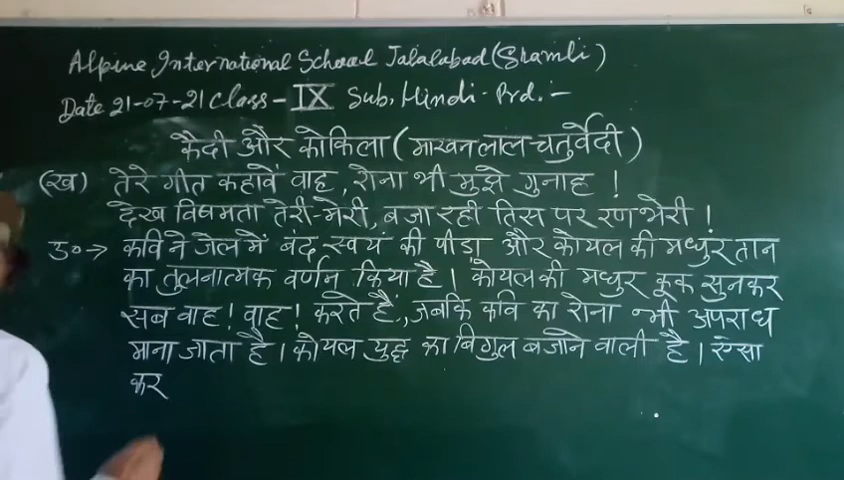 Alpine International School Jalalabad (Shamli)
Date 21-07-21 Class - IX Sub. Hindi - Prd. :-
कैदी और कोकिला ( माखनलाल चतुर्वेदी )
(ख) तेरे गीत कहावें वाह , रोना भी मुझे गुनाह !
देख विषमता तेरी-मेरी, बजा रही तिस पर रणभेरी !
उ०→ कवि ने जेल में बंद स्वयं की पीड़ा और कोयल की मधुर तान
का तुलनात्मक वर्णन किया है। कोयल की मधुर कूक सुनकर
सब वाह ! वाह ! करते हैं, जबकि कवि का रोना भी अपराध
माना जाता है। कोयल युद्ध का बिगुल बजाने वाली है। ऐसा
कर